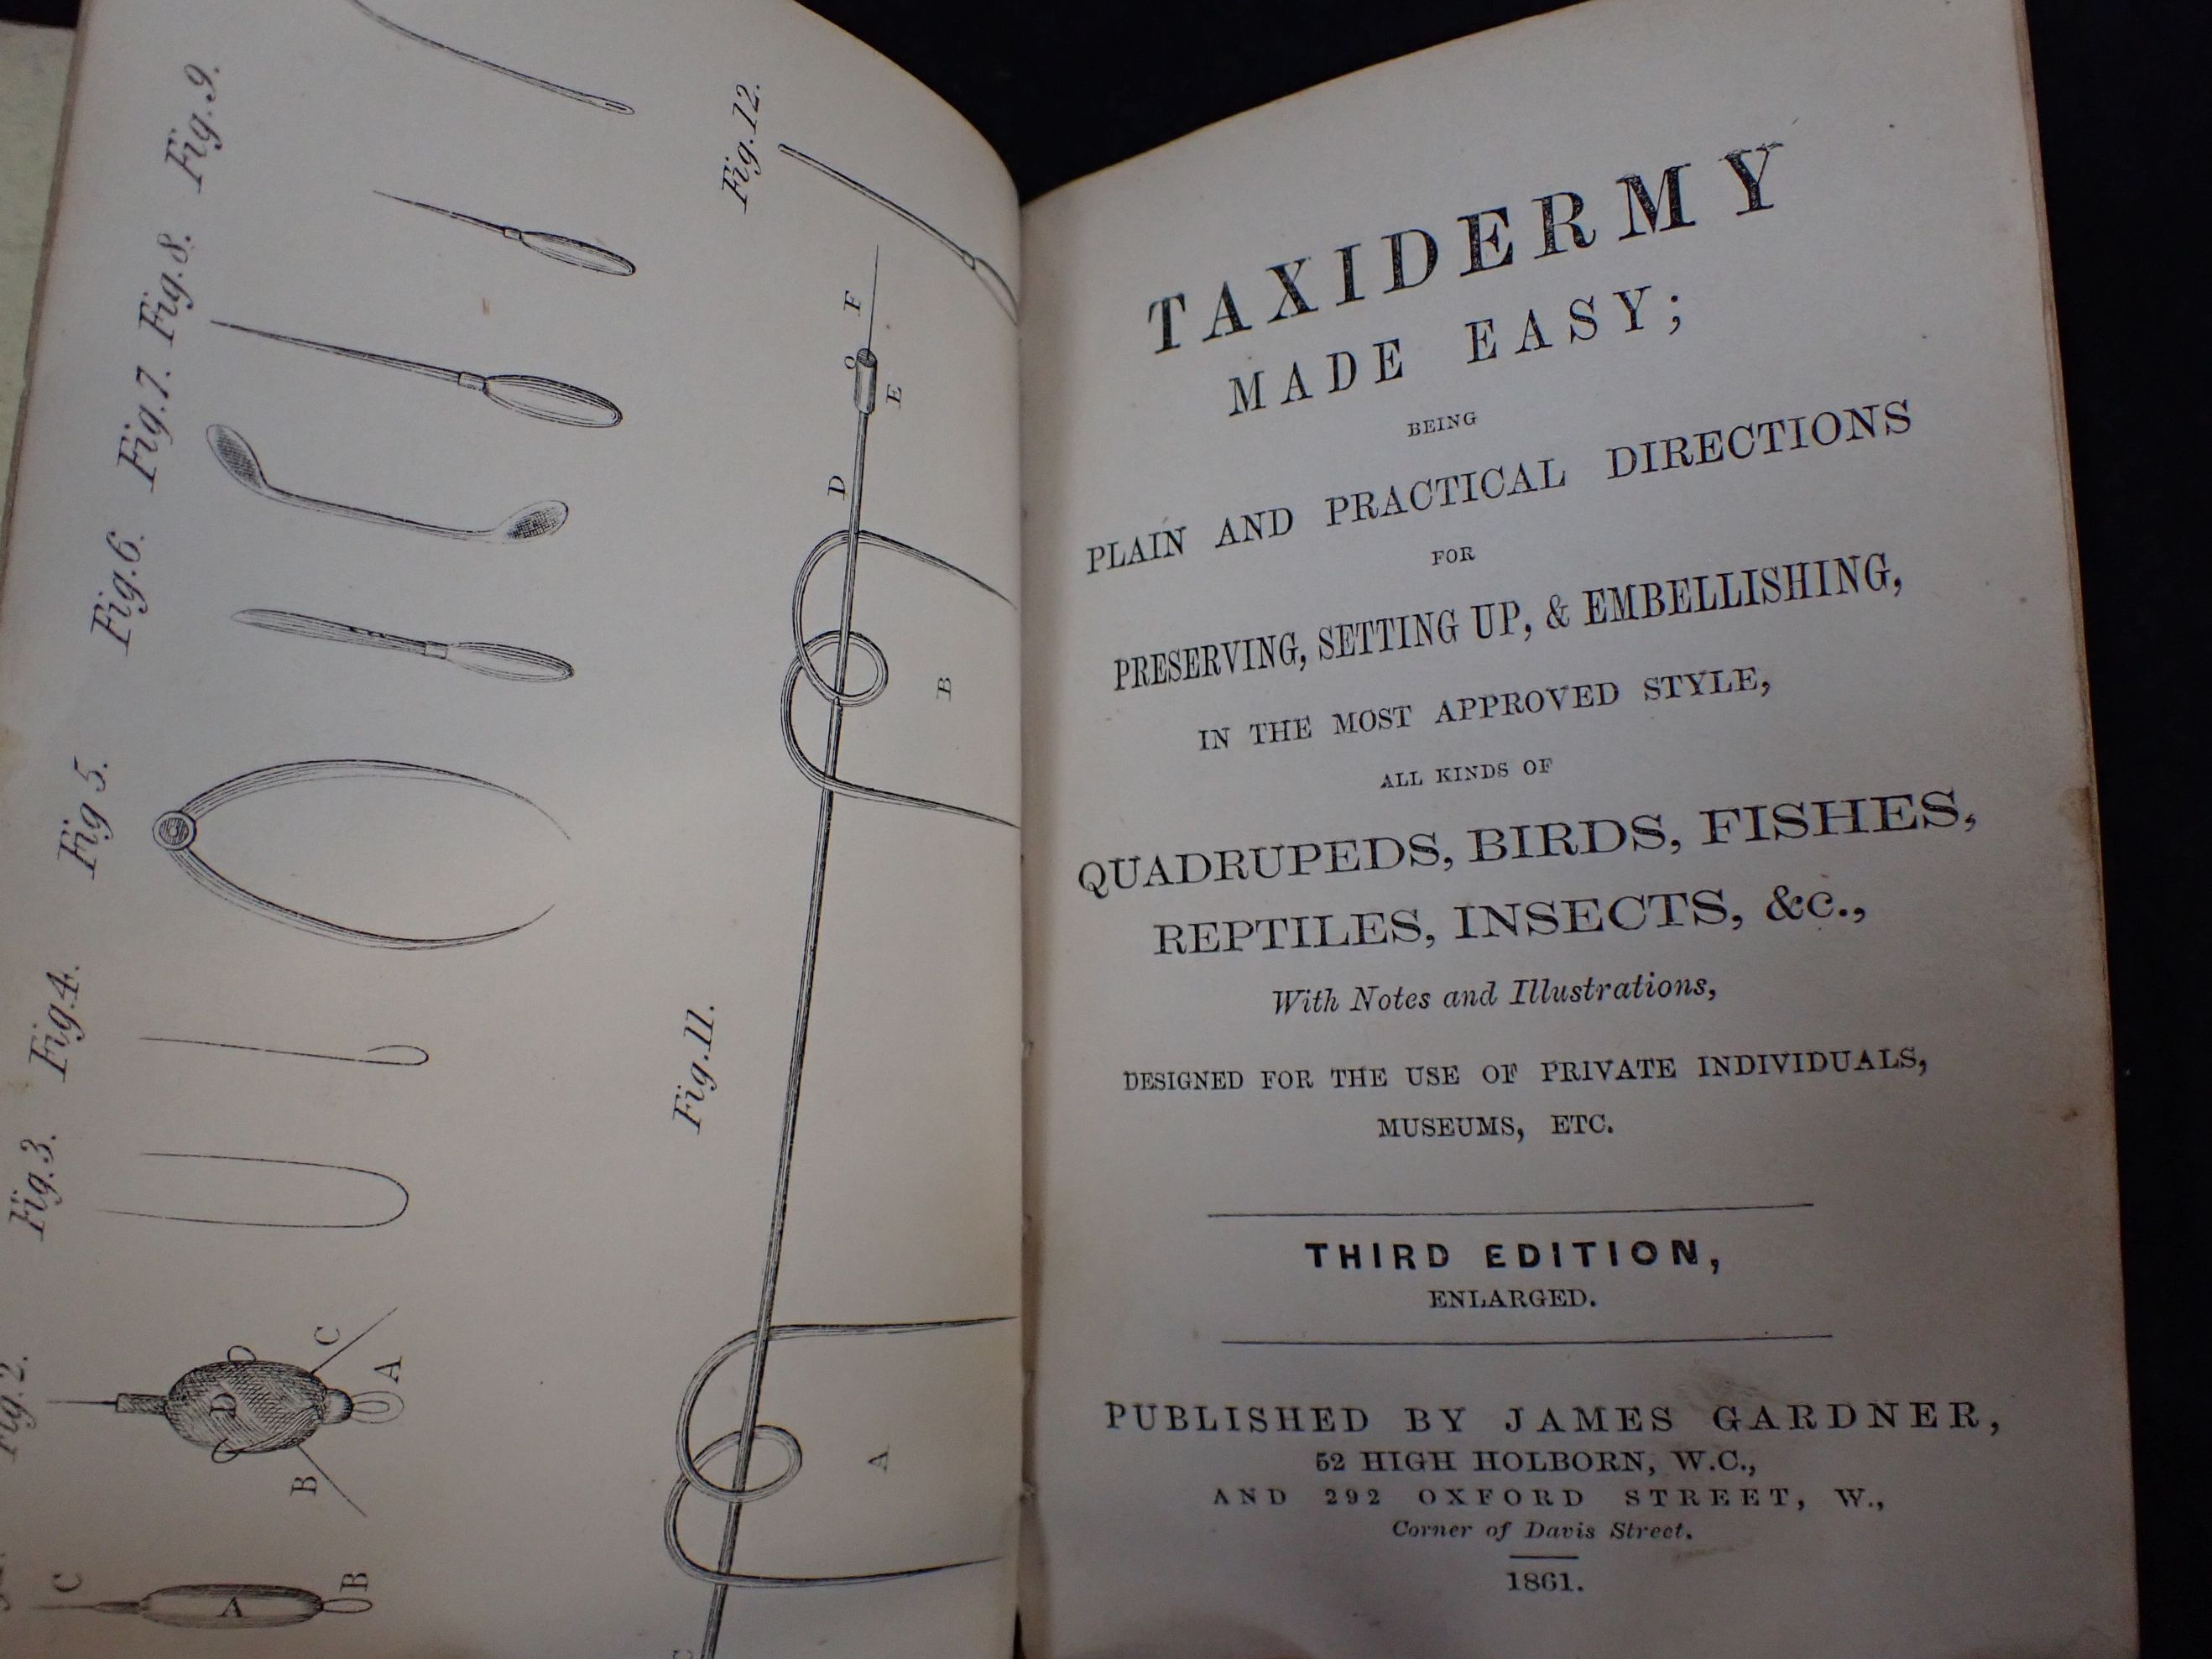 Fig. 9.
Fig. 8.
Fig. 7.
Fig. 6.
Fig 5.
Fig. 4.
Fig. 3.
Fig. 2.
C
A
D
B
C
A
B
Fig. 12.
F
E
D
B
Fig. 11.
A
C
TAXIDERMY
MADE EASY;
BEING
PLAIN AND PRACTICAL DIRECTIONS
FOR
PRESERVING, SETTING UP, & EMBELLISHING,
IN THE MOST APPROVED STYLE,
ALL KINDS OF
QUADRUPEDS, BIRDS, FISHES,
REPTILES, INSECTS, &c.,
With Notes and Illustrations,
DESIGNED FOR THE USE OF PRIVATE INDIVIDUALS,
MUSEUMS, ETC.
THIRD EDITION,
ENLARGED.
PUBLISHED BY JAMES GARDNER,
52 HIGH HOLBORN, W.C.,
AND 292 OXFORD STREET, W.,
Corner of Davis Street.
1861.